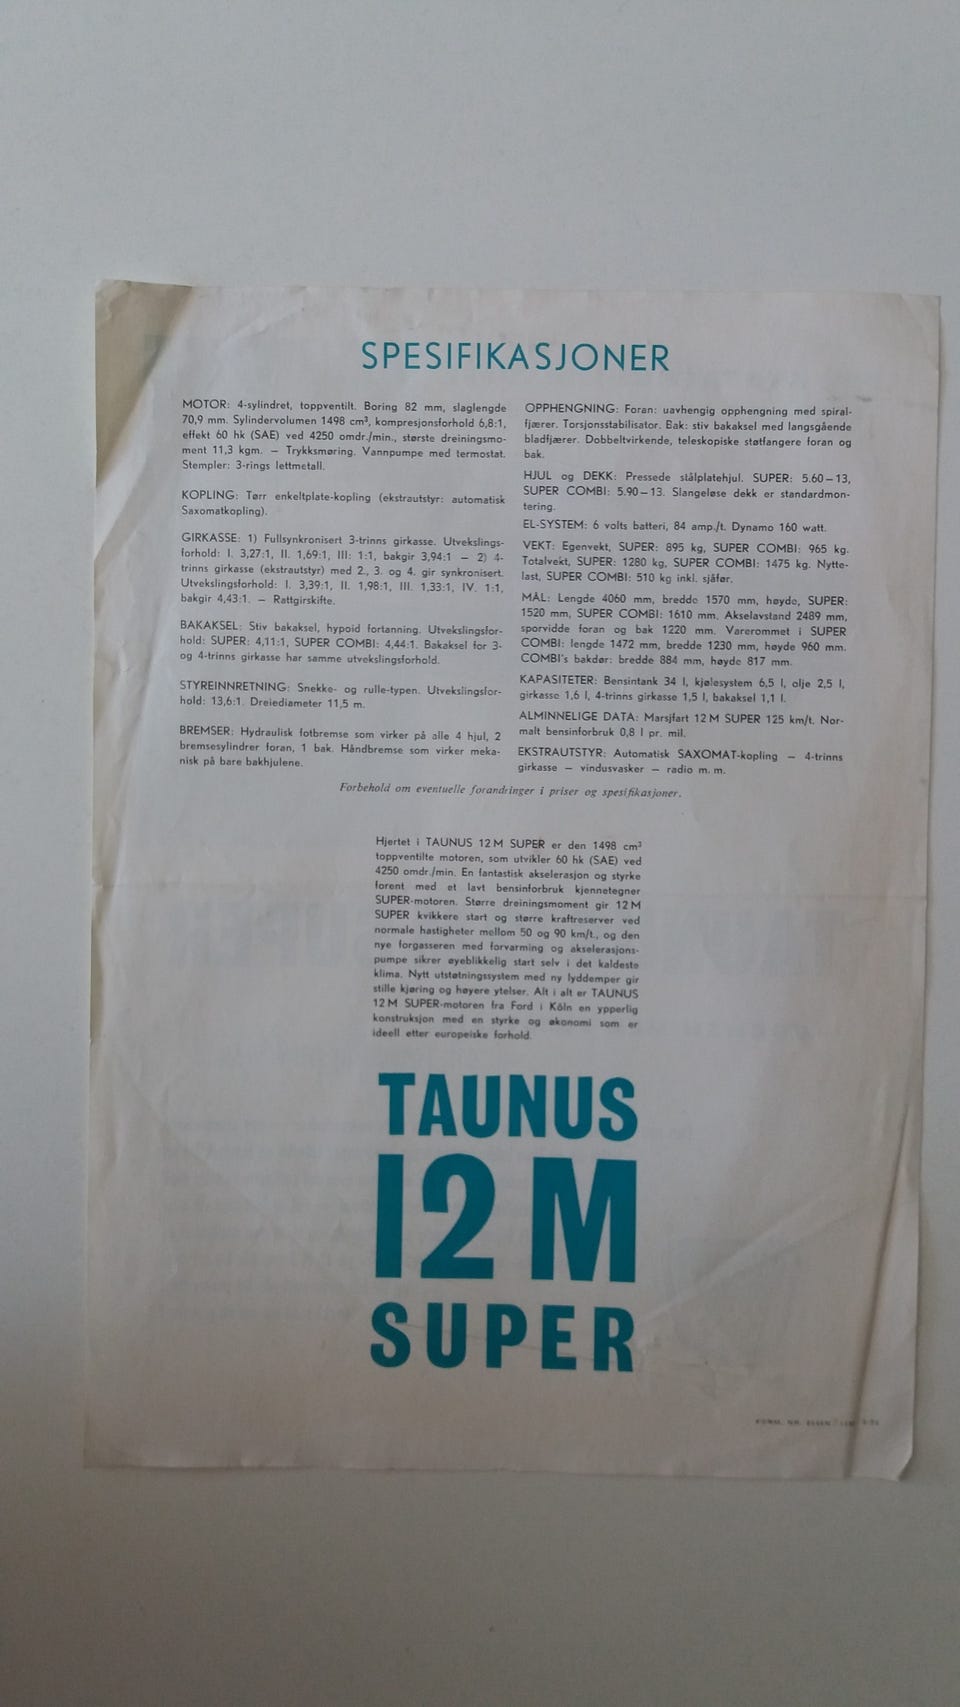 SPESIFIKASJONER
MOTOR: 4-sylindret, toppventilt. Boring 82 mm, slaglengde
70,9 mm. Sylindervolumen 1498 cm³, kompresjonsforhold 6,8:1,
effekt 60 hk (SAE) ved 4250 omdr./min., største dreiningsmo-
ment 11,3 kgm. — Trykksmøring. Vannpumpe med termostat.
Stempler: 3-rings lettmetall.
KOPLING: Tørr enkeltplate-kopling (ekstrautstyr: automatisk
Saxomatkopling).
GIRKASSE: 1) Fullsynkronisert 3-trinns girkasse. Utvekslings-
forhold: I. 3,27:1, II. 1,69:1, III: 1:1, bakgir 3,94:1 — 2) 4-
trinns girkasse (ekstrautstyr) med 2., 3. og 4. gir synkronisert.
Utvekslingsforhold: I. 3,39:1, II. 1,98:1, III. 1,33:1, IV. 1:1,
bakgir 4,43:1. — Rattgirskifte.
BAKAKSEL: Stiv bakaksel, hypoid fortanning. Utvekslingsfor-
hold: SUPER: 4,11:1, SUPER COMBI: 4,44:1. Bakaksel for 3-
og 4-trinns girkasse har samme utvekslingsforhold.
STYREINNRETNING: Snekke- og rulle-typen. Utvekslingsfor-
hold: 13,6:1. Dreiediameter 11,5 m.
BREMSER: Hydraulisk fotbremse som virker på alle 4 hjul, 2
bremsesylindrer foran, 1 bak. Håndbremse som virker meka-
nisk på bare bakhjulene.
OPPHENGNING: Foran: uavhengig opphengning med spiral-
fjærer. Torsjonsstabilisator. Bak: stiv bakaksel med langsgående
bladfjærer. Dobbeltvirkende, teleskopiske støtfangere foran og
bak.
HJUL og DEKK: Pressede stålplatehjul. SUPER: 5.60–13,
SUPER COMBI: 5.90–13. Slangeløse dekk er standardmon-
tering.
EL-SYSTEM: 6 volts batteri, 84 amp./t. Dynamo 160 watt.
VEKT: Egenvekt, SUPER: 895 kg, SUPER COMBI: 965 kg.
Totalvekt, SUPER: 1280 kg, SUPER COMBI: 1475 kg. Nytte-
last, SUPER COMBI: 510 kg inkl. sjåfør.
MÅL: Lengde 4060 mm, bredde 1570 mm, høyde, SUPER:
1520 mm, SUPER COMBI: 1610 mm. Akselavstand 2489 mm,
sporvidde foran og bak 1220 mm. Varerommet i SUPER
COMBI: lengde 1472 mm, bredde 1230 mm, høyde 960 mm.
COMBI's bakdør: bredde 884 mm, høyde 817 mm.
KAPASITETER: Bensintank 34 l, kjølesystem 6,5 l, olje 2,5 l,
girkasse 1,6 l, 4-trinns girkasse 1,5 l, bakaksel 1,1 l.
ALMINNELIGE DATA: Marsjfart 12 M SUPER 125 km/t. Nor-
malt bensinforbruk 0,8 l pr. mil.
EKSTRAUTSTYR: Automatisk SAXOMAT-kopling — 4-trinns
girkasse — vindusvasker — radio m. m.
Forbehold om eventuelle forandringer i priser og spesifikasjoner.
Hjertet i TAUNUS 12 M SUPER er den 1498 cm³
toppventilte motoren, som utvikler 60 hk (SAE) ved
4250 omdr./min. En fantastisk akselerasjon og styrke
forent med et lavt bensinforbruk kjennetegner
SUPER-motoren. Større dreiningsmoment gir 12 M
SUPER kvikkere start og større kraftreserver ved
normale hastigheter mellom 50 og 90 km/t., og den
nye forgasseren med forvarming og akselerasjons-
pumpe sikrer øyeblikkelig start selv i det kaldeste
klima. Nytt utstøtningssystem med ny lyddemper gir
stille kjøring og høyere ytelser. Alt i alt er TAUNUS
12 M SUPER-motoren fra Ford i Köln en ypperlig
konstruksjon med en styrke og økonomi som er
ideell etter europeiske forhold.
TAUNUS
12 M
SUPER